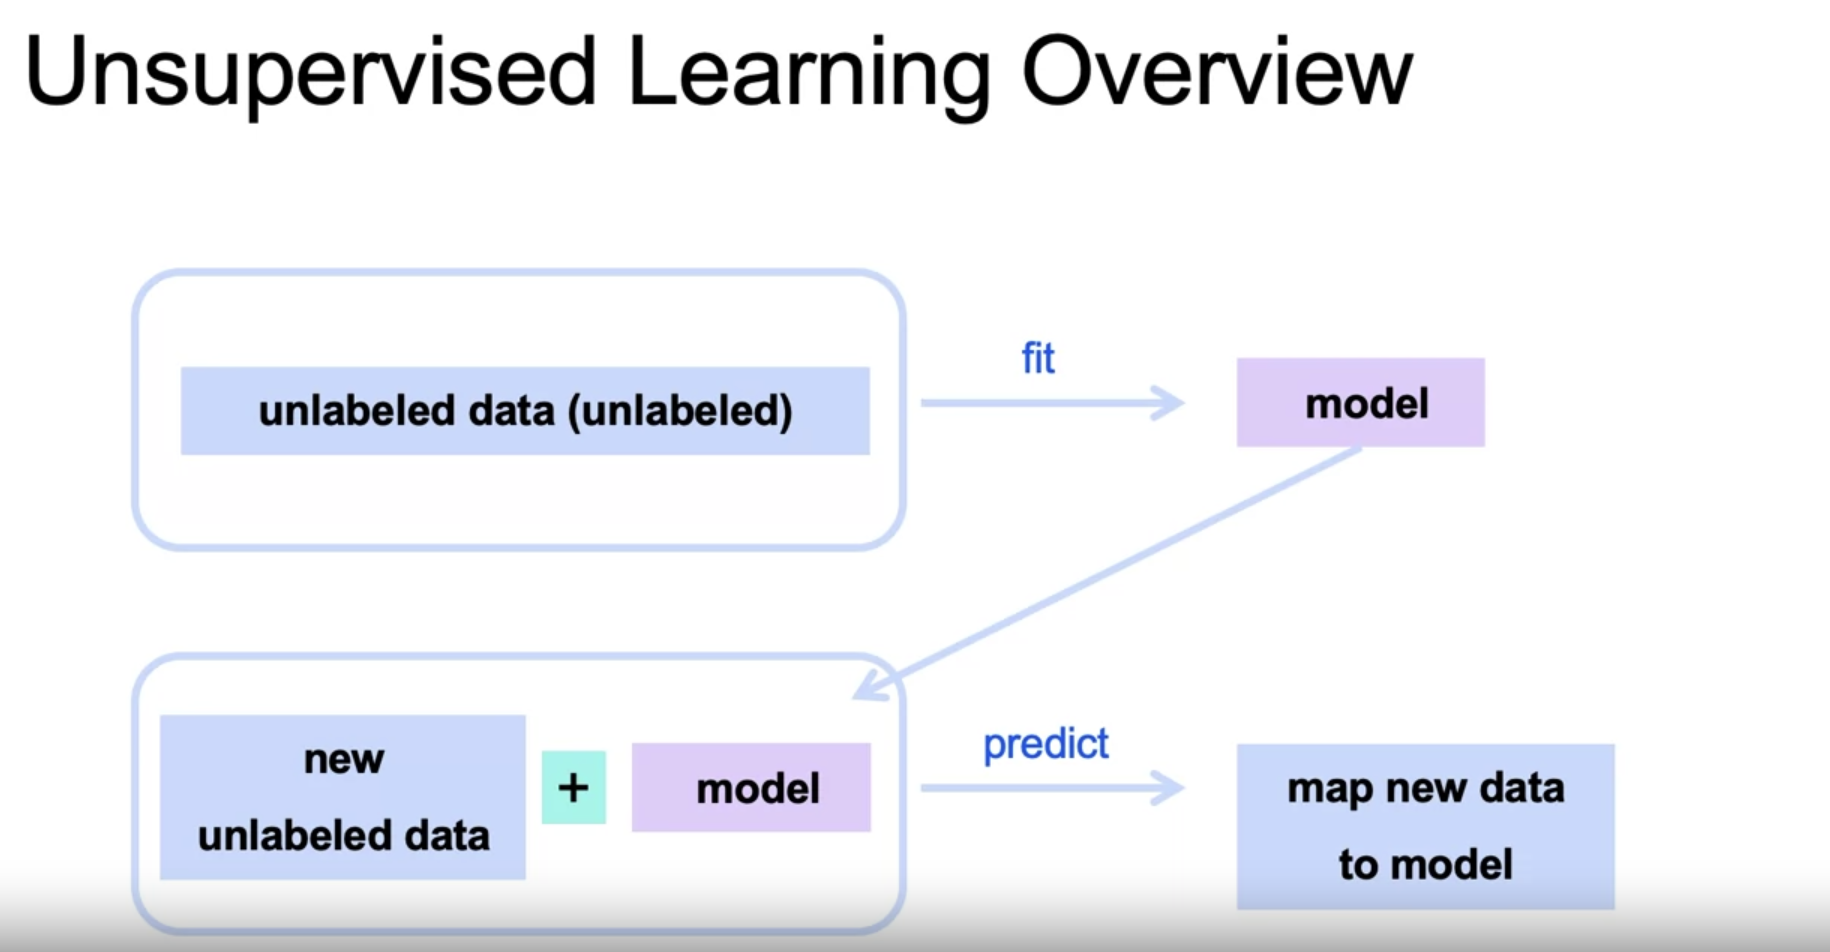 Unsupervised Learning Overview
unlabeled data (unlabeled)
fit
model
new
unlabeled data
+
model
predict
map new data
to model